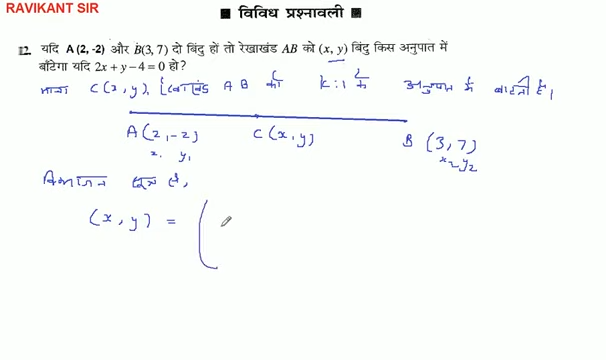 RAVIKANT SIR
■ विविध प्रश्नावली ■
12. यदि A (2, -2) और B(3, 7) दो बिंदु हों तो रेखाखंड AB को (x, y) बिंदु किस अनुपात में
बाँटेगा यदि 2x + y – 4 = 0 हो ?
माना C(x, y), रेखाखंड AB को K:1 के अनुपात में बाटती है।
A(2,-2) C(x,y) B (3,7)
x₁ y₁ x₂ y₂
विभाजन सूत्र से,
(x, y) = (